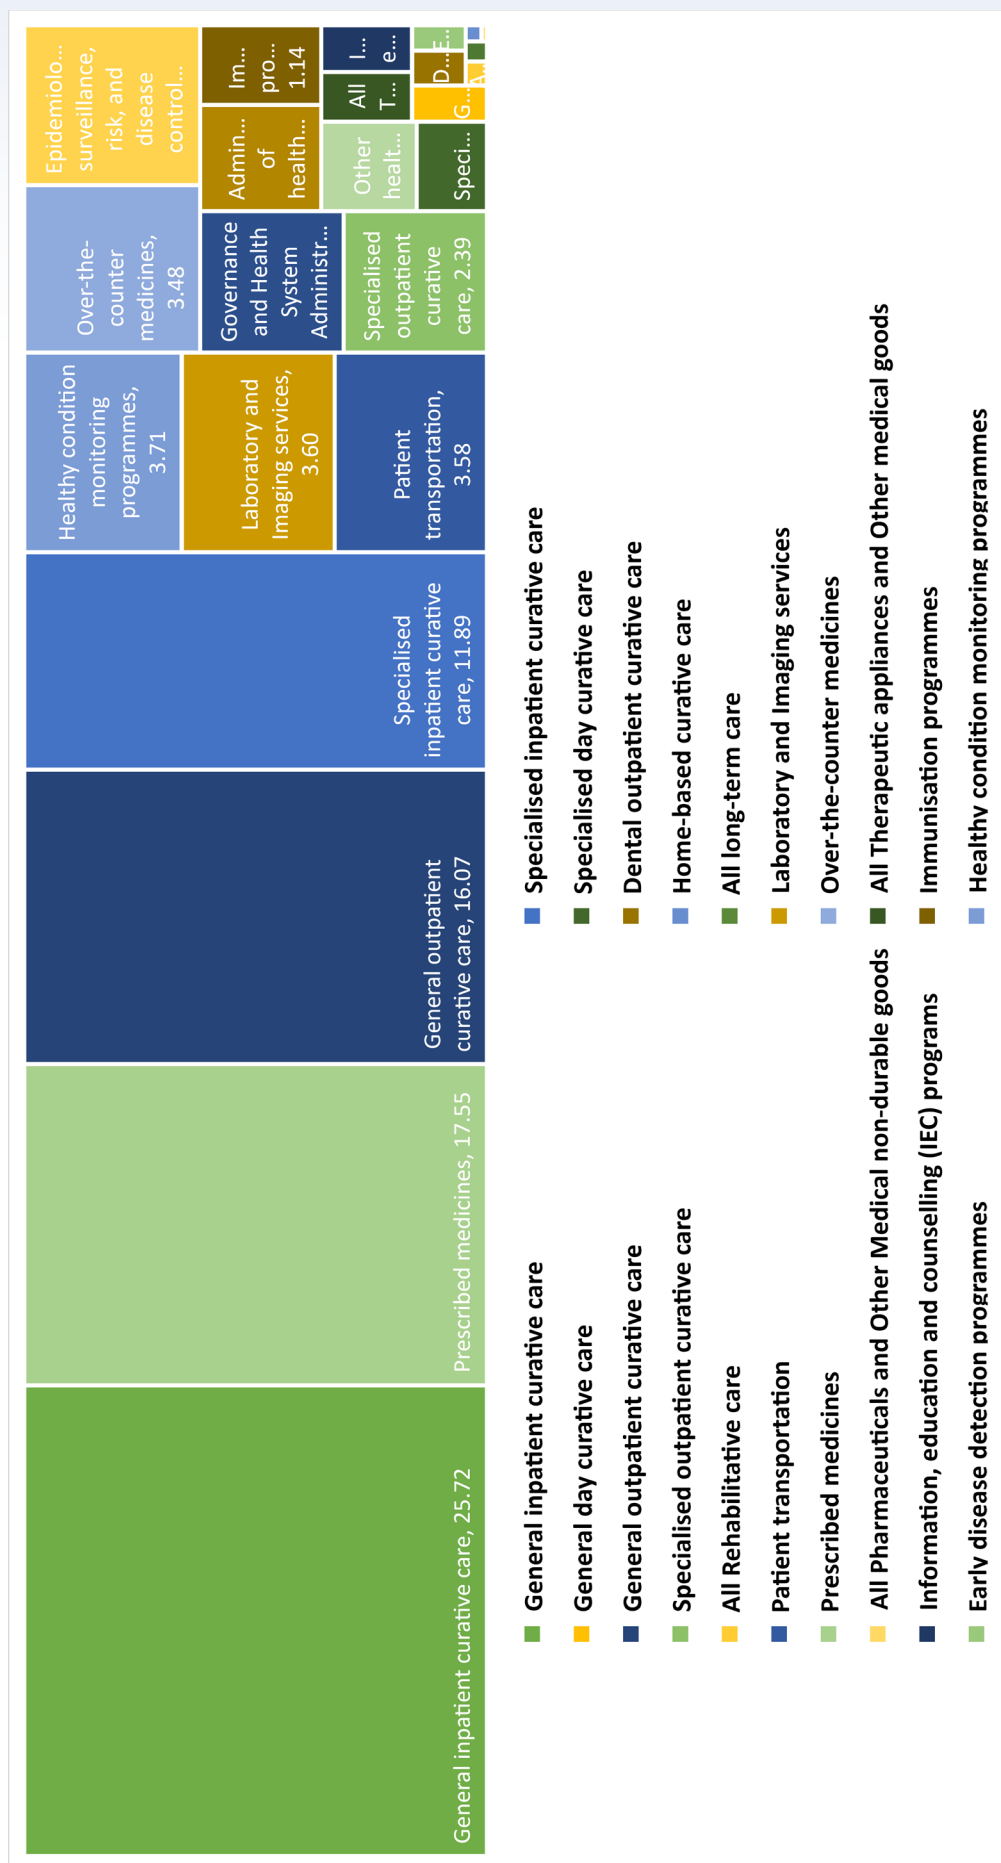 General inpatient curative care, 25.72
Prescribed medicines, 17.55
General outpatient
curative care, 16.07
Specialised
inpatient curative
care, 11.89
Healthy condition
monitoring
programmes,
3.71
Laboratory and
Imaging services,
3.60
Patient
transportation,
3.58
Over-the-
counter
medicines,
3.48
Epidemiolo...
surveillance,
risk, and
disease
control...
Governance
and Health
System
Administr...
Specialised
outpatient
curative
care, 2.39
Admin...
of
health...
Im...
pro...
1.14
Other
healt...
Speci...
All
T...
I...
e...
G...
D...
E...
A...
General inpatient curative care
Specialised inpatient curative care
General day curative care
Specialised day curative care
General outpatient curative care
Dental outpatient curative care
Specialised outpatient curative care
Home-based curative care
All Rehabilitative care
All long-term care
Patient transportation
Laboratory and Imaging services
Prescribed medicines
Over-the-counter medicines
All Pharmaceuticals and Other Medical non-durable goods
All Therapeutic appliances and Other medical goods
Information, education and counselling (IEC) programs
Immunisation programmes
Early disease detection programmes
Healthy condition monitoring programmes